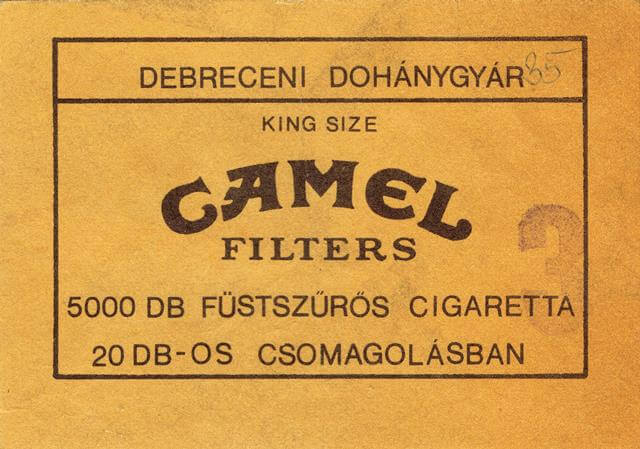 DEBRECENI DOHÁNYGYÁR 85
KING SIZE
CAMEL
FILTERS
3
5000 DB FÜSTSZŰRŐS CIGARETTA
20 DB-OS CSOMAGOLÁSBAN